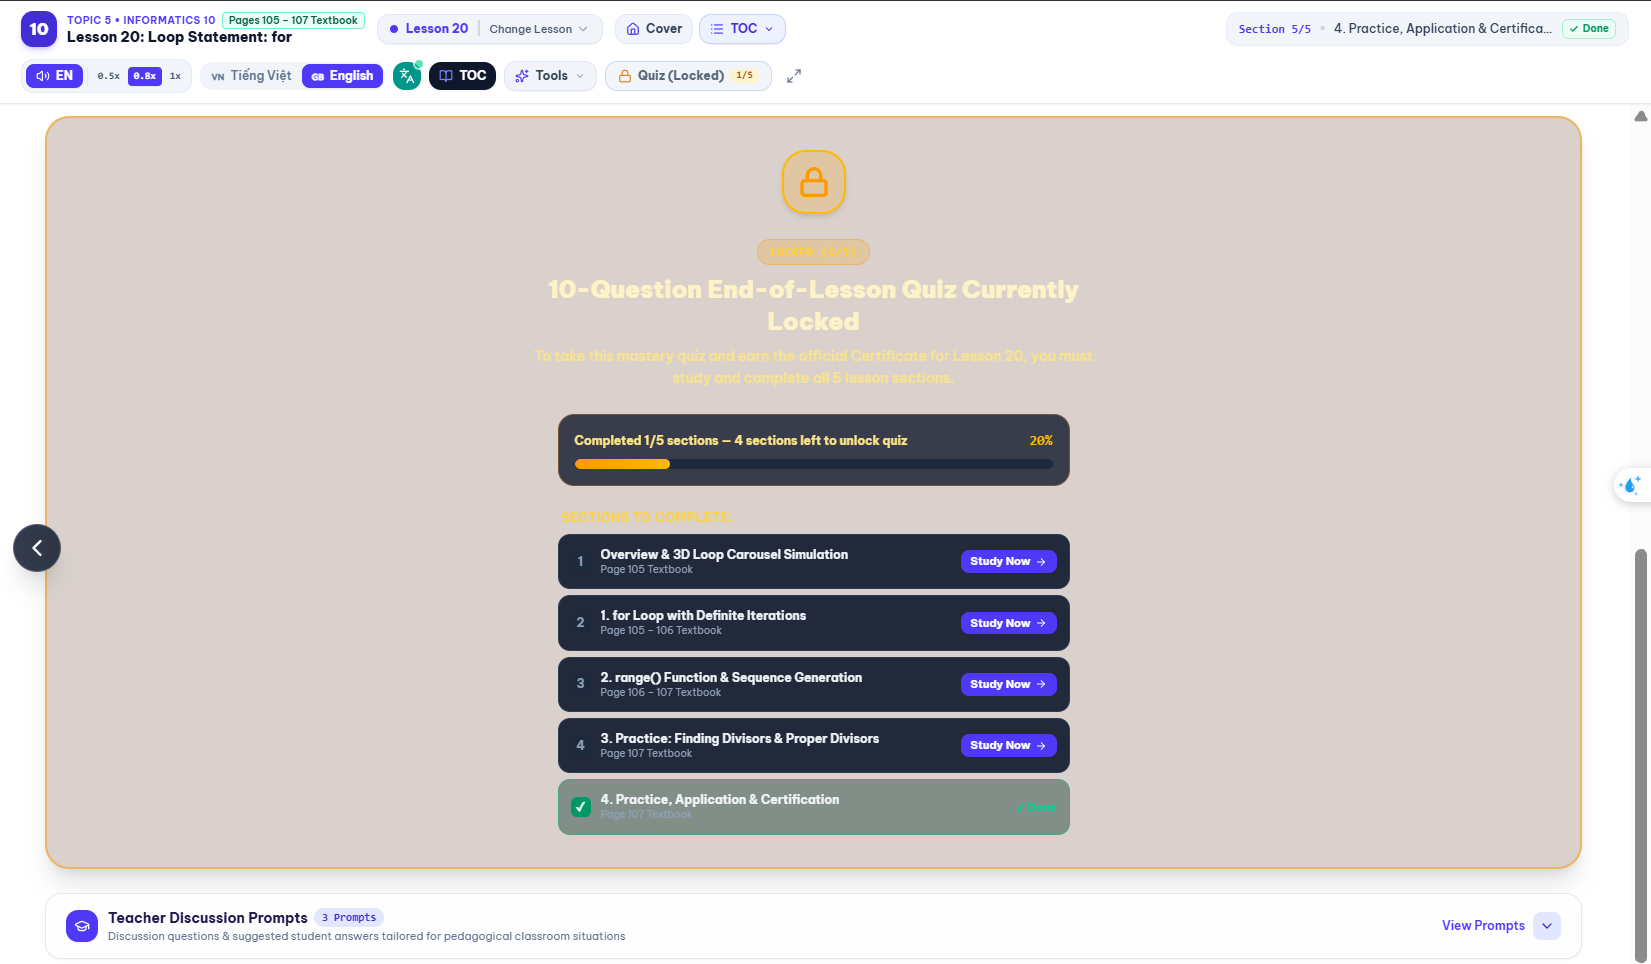 10
TOPIC 5 • INFORMATICS 10
Pages 105 – 107 Textbook
Lesson 20: Loop Statement: for
Lesson 20
Change Lesson
Cover
TOC
Section 5/5
4. Practice, Application & Certifica...
✓ Done
EN
0.5x
0.8x
1x
VN Tiếng Việt
GB English
TOC
Tools
Quiz (Locked)
1/5
10-Question End-of-Lesson Quiz Currently
Locked
To take this mastery quiz and earn the official Certificate for Lesson 20, you must
study and complete all 5 lesson sections.
Completed 1/5 sections — 4 sections left to unlock quiz
20%
SECTIONS TO COMPLETE:
1
Overview & 3D Loop Carousel Simulation
Page 105 Textbook
Study Now →
2
1. for Loop with Definite Iterations
Page 105 – 106 Textbook
Study Now →
3
2. range() Function & Sequence Generation
Page 106 – 107 Textbook
Study Now →
4
3. Practice: Finding Divisors & Proper Divisors
Page 107 Textbook
Study Now →
4. Practice, Application & Certification
Page 107 Textbook
✓ Done
Teacher Discussion Prompts
3 Prompts
Discussion questions & suggested student answers tailored for pedagogical classroom situations
View Prompts